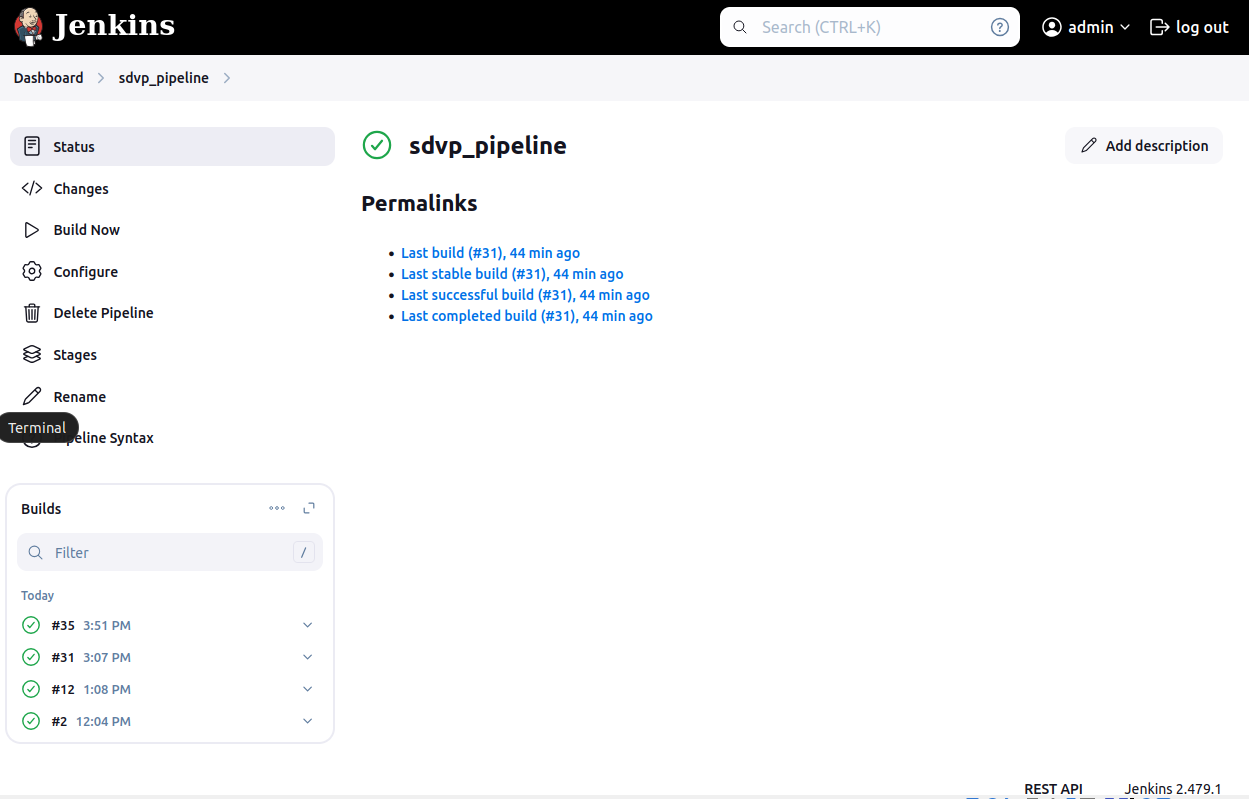 Jenkins
Search (CTRL+K)
admin
log out
Dashboard
sdvp_pipeline
Status
Changes
Build Now
Configure
Delete Pipeline
Stages
Rename
Terminal
peline Syntax
sdvp_pipeline
Add description
Permalinks
Last build (#31), 44 min ago
Last stable build (#31), 44 min ago
Last successful build (#31), 44 min ago
Last completed build (#31), 44 min ago
Builds
Filter
/
Today
#35 3:51 PM
#31 3:07 PM
#12 1:08 PM
#2 12:04 PM
REST API
Jenkins 2.479.1